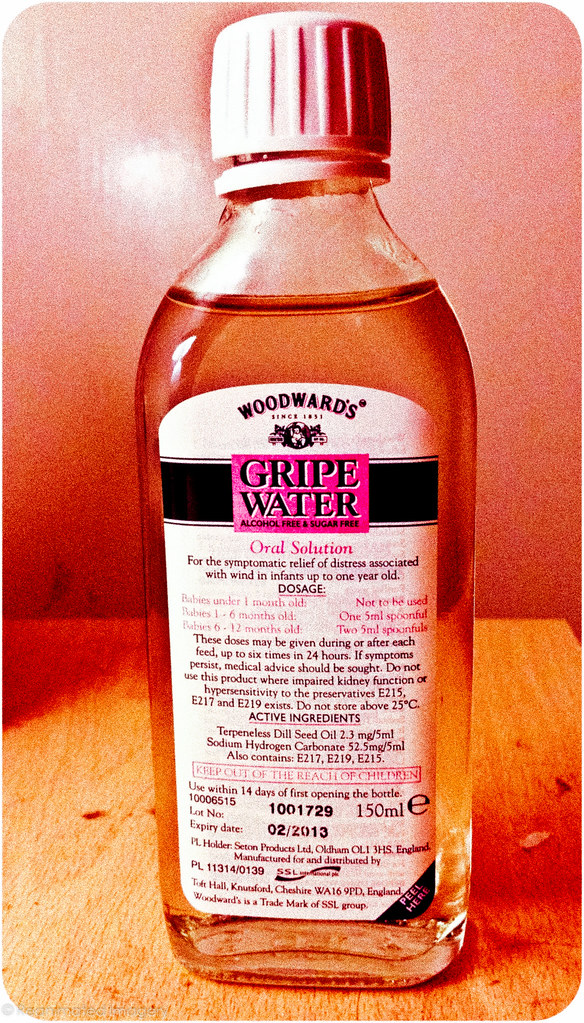 WOODWARD'S®
SINCE 1851
GRIPE
WATER
ALCOHOL FREE & SUGAR FREE
Oral Solution
For the symptomatic relief of distress associated
with wind in infants up to one year old.
DOSAGE:
Babies under 1 month old: Not to be used
Babies 1 - 6 months old: One 5ml spoonful
Babies 6 - 12 months old: Two 5ml spoonfuls
These doses may be given during or after each
feed, up to six times in 24 hours. If symptoms
persist, medical advice should be sought. Do not
use this product where impaired kidney function or
hypersensitivity to the preservatives E215,
E217 and E219 exists. Do not store above 25°C.
ACTIVE INGREDIENTS
Terpeneless Dill Seed Oil 2.3 mg/5ml
Sodium Hydrogen Carbonate 52.5mg/5ml
Also contains: E217, E219, E215.
KEEP OUT OF THE REACH OF CHILDREN
Use within 14 days of first opening the bottle.
10006515
Lot No: 1001729 150ml e
Expiry date: 02/2013
PL Holder: Seton Products Ltd, Oldham OL1 3HS, England.
Manufactured for and distributed by
PL 11314/0139 SSL international plc
Toft Hall, Knutsford, Cheshire WA16 9PD, England.
Woodward's is a Trade Mark of SSL group.
PEEL
HERE